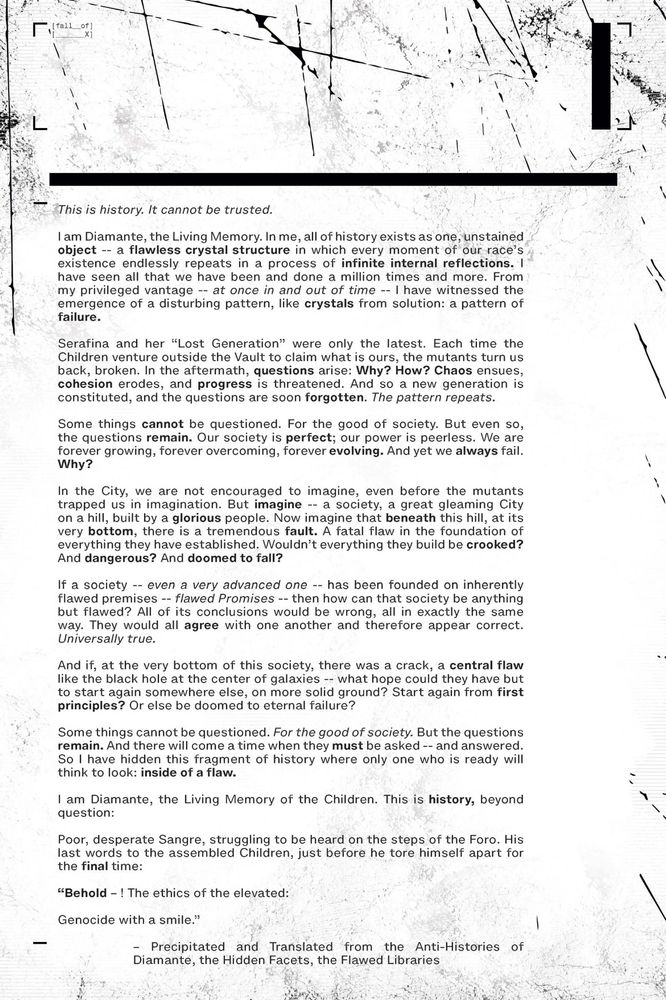 [fall__of]
[______X]
This is history. It cannot be trusted.
I am Diamante, the Living Memory. In me, all of history exists as one, unstained
object -- a flawless crystal structure in which every moment of our race's
existence endlessly repeats in a process of infinite internal reflections. I
have seen all that we have been and done a million times and more. From
my privileged vantage -- at once in and out of time -- I have witnessed the
emergence of a disturbing pattern, like crystals from solution: a pattern of
failure.
Serafina and her “Lost Generation” were only the latest. Each time the
Children venture outside the Vault to claim what is ours, the mutants turn us
back, broken. In the aftermath, questions arise: Why? How? Chaos ensues,
cohesion erodes, and progress is threatened. And so a new generation is
constituted, and the questions are soon forgotten. The pattern repeats.
Some things cannot be questioned. For the good of society. But even so,
the questions remain. Our society is perfect; our power is peerless. We are
forever growing, forever overcoming, forever evolving. And yet we always fail.
Why?
In the City, we are not encouraged to imagine, even before the mutants
trapped us in imagination. But imagine -- a society, a great gleaming City
on a hill, built by a glorious people. Now imagine that beneath this hill, at its
very bottom, there is a tremendous fault. A fatal flaw in the foundation of
everything they have established. Wouldn't everything they build be crooked?
And dangerous? And doomed to fall?
If a society -- even a very advanced one -- has been founded on inherently
flawed premises -- flawed Promises -- then how can that society be anything
but flawed? All of its conclusions would be wrong, all in exactly the same
way. They would all agree with one another and therefore appear correct.
Universally true.
And if, at the very bottom of this society, there was a crack, a central flaw
like the black hole at the center of galaxies -- what hope could they have but
to start again somewhere else, on more solid ground? Start again from first
principles? Or else be doomed to eternal failure?
Some things cannot be questioned. For the good of society. But the questions
remain. And there will come a time when they must be asked -- and answered.
So I have hidden this fragment of history where only one who is ready will
think to look: inside of a flaw.
I am Diamante, the Living Memory of the Children. This is history, beyond
question:
Poor, desperate Sangre, struggling to be heard on the steps of the Foro. His
last words to the assembled Children, just before he tore himself apart for
the final time:
“Behold – ! The ethics of the elevated:
Genocide with a smile.”
– Precipitated and Translated from the Anti-Histories of
Diamante, the Hidden Facets, the Flawed Libraries